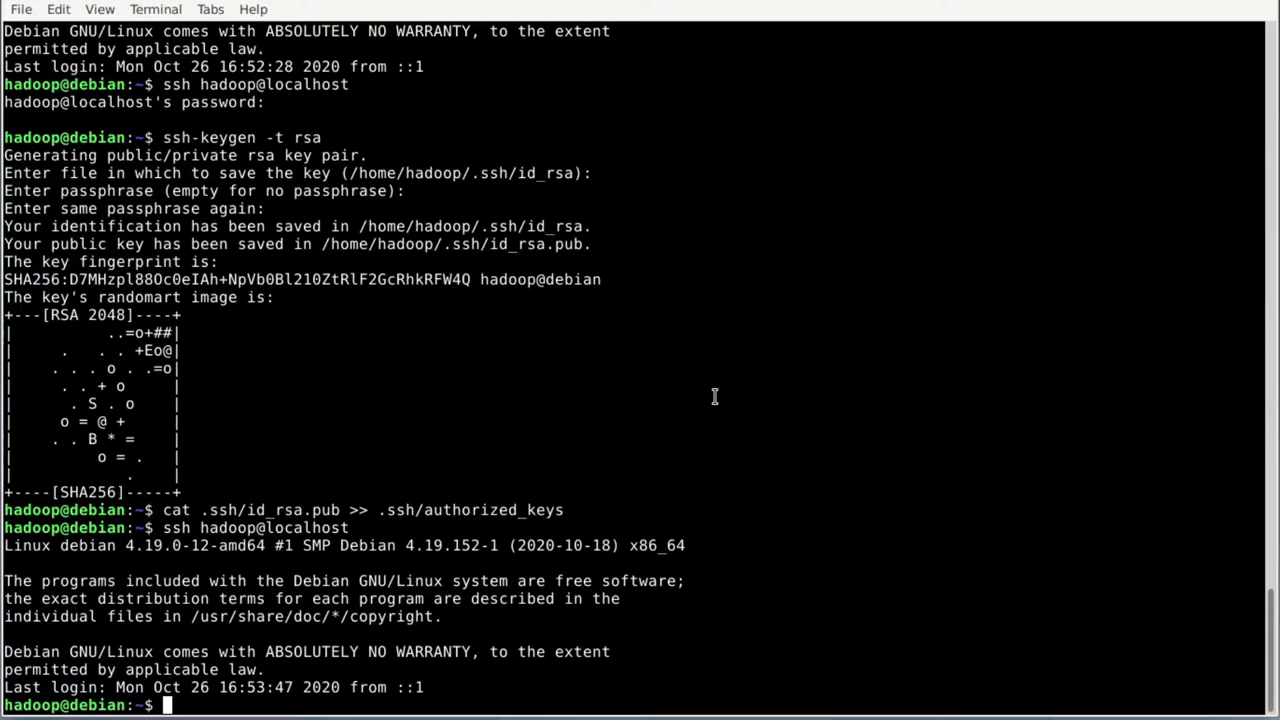 File Edit View Terminal Tabs Help
Debian GNU/Linux comes with ABSOLUTELY NO WARRANTY, to the extent
permitted by applicable law.
Last login: Mon Oct 26 16:52:28 2020 from ::1
hadoop@debian:~$ ssh hadoop@localhost
hadoop@localhost's password:
hadoop@debian:~$ ssh-keygen -t rsa
Generating public/private rsa key pair.
Enter file in which to save the key (/home/hadoop/.ssh/id_rsa):
Enter passphrase (empty for no passphrase):
Enter same passphrase again:
Your identification has been saved in /home/hadoop/.ssh/id_rsa.
Your public key has been saved in /home/hadoop/.ssh/id_rsa.pub.
The key fingerprint is:
SHA256:D7MHzpl88Oc0eIAh+NpVb0Bl210ZtRlF2GcRhkRFW4Q hadoop@debian
The key's randomart image is:
+---[RSA 2048]----+
|          ..=o+##|
|     .   . . +Eo@|
|    . . . o . .=o|
|     . . + o     |
|      . S . o    |
|     o = @ +     |
|    . . B * =    |
|         o = .   |
|            .    |
+----[SHA256]-----+
hadoop@debian:~$ cat .ssh/id_rsa.pub >> .ssh/authorized_keys
hadoop@debian:~$ ssh hadoop@localhost
Linux debian 4.19.0-12-amd64 #1 SMP Debian 4.19.152-1 (2020-10-18) x86_64
The programs included with the Debian GNU/Linux system are free software;
the exact distribution terms for each program are described in the
individual files in /usr/share/doc/*/copyright.
Debian GNU/Linux comes with ABSOLUTELY NO WARRANTY, to the extent
permitted by applicable law.
Last login: Mon Oct 26 16:53:47 2020 from ::1
hadoop@debian:~$